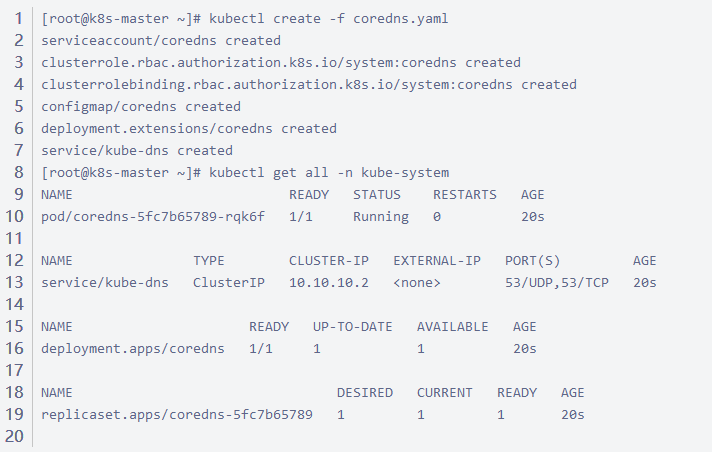 1 [root@k8s-master ~]# kubectl create -f coredns.yaml
2 serviceaccount/coredns created
3 clusterrole.rbac.authorization.k8s.io/system:coredns created
4 clusterrolebinding.rbac.authorization.k8s.io/system:coredns created
5 configmap/coredns created
6 deployment.extensions/coredns created
7 service/kube-dns created
8 [root@k8s-master ~]# kubectl get all -n kube-system
9 NAME                           READY   STATUS    RESTARTS   AGE
10 pod/coredns-5fc7b65789-rqk6f   1/1     Running   0          20s
11
12 NAME               TYPE        CLUSTER-IP   EXTERNAL-IP   PORT(S)         AGE
13 service/kube-dns   ClusterIP   10.10.10.2   <none>        53/UDP,53/TCP   20s
14
15 NAME                      READY   UP-TO-DATE   AVAILABLE   AGE
16 deployment.apps/coredns   1/1     1            1           20s
17
18 NAME                                 DESIRED   CURRENT   READY   AGE
19 replicaset.apps/coredns-5fc7b65789   1         1         1       20s
20